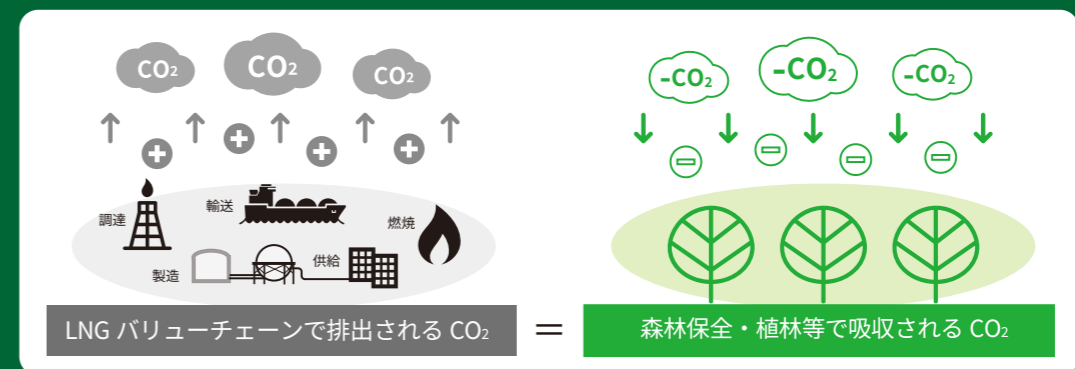 CO₂
CO₂
CO₂
-CO₂
-CO₂
-CO₂
調達
輸送
燃焼
製造
供給
LNG バリューチェーンで排出される CO₂
=
森林保全・植林等で吸収される CO₂